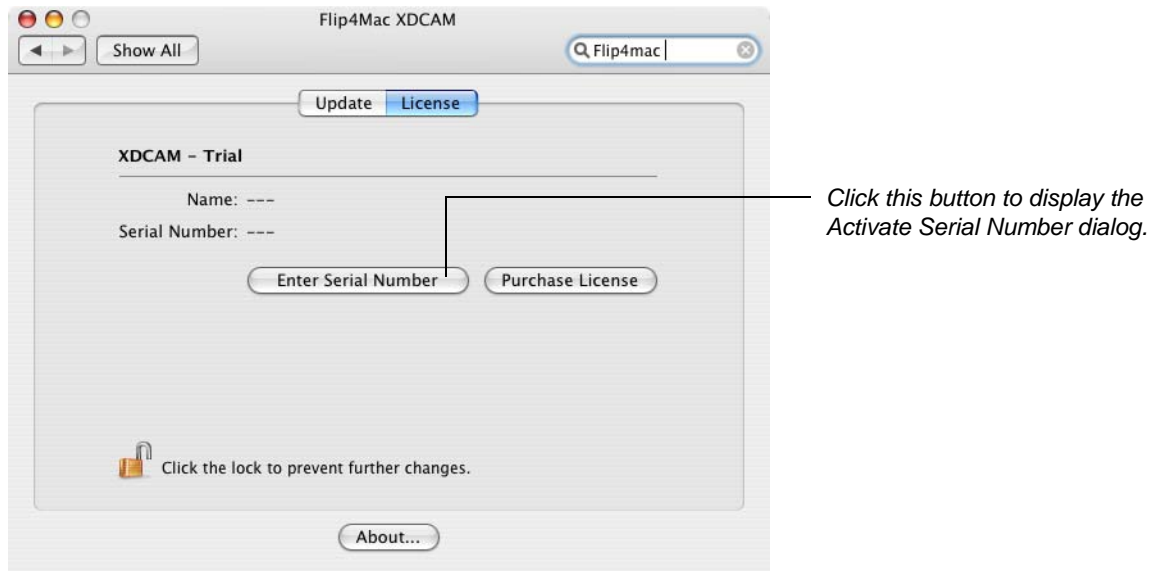 Flip4Mac XDCAM
Show All
Flip4mac
Update License
XDCAM – Trial
Name: ---
Serial Number: ---
Enter Serial Number Purchase License
Click this button to display the
Activate Serial Number dialog.
Click the lock to prevent further changes.
About...